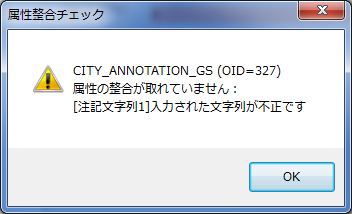 属性整合チェック
CITY_ANNOTATION_GS (OID=327)
属性の整合が取れていません：
[注記文字列1]入力された文字列が不正です
OK